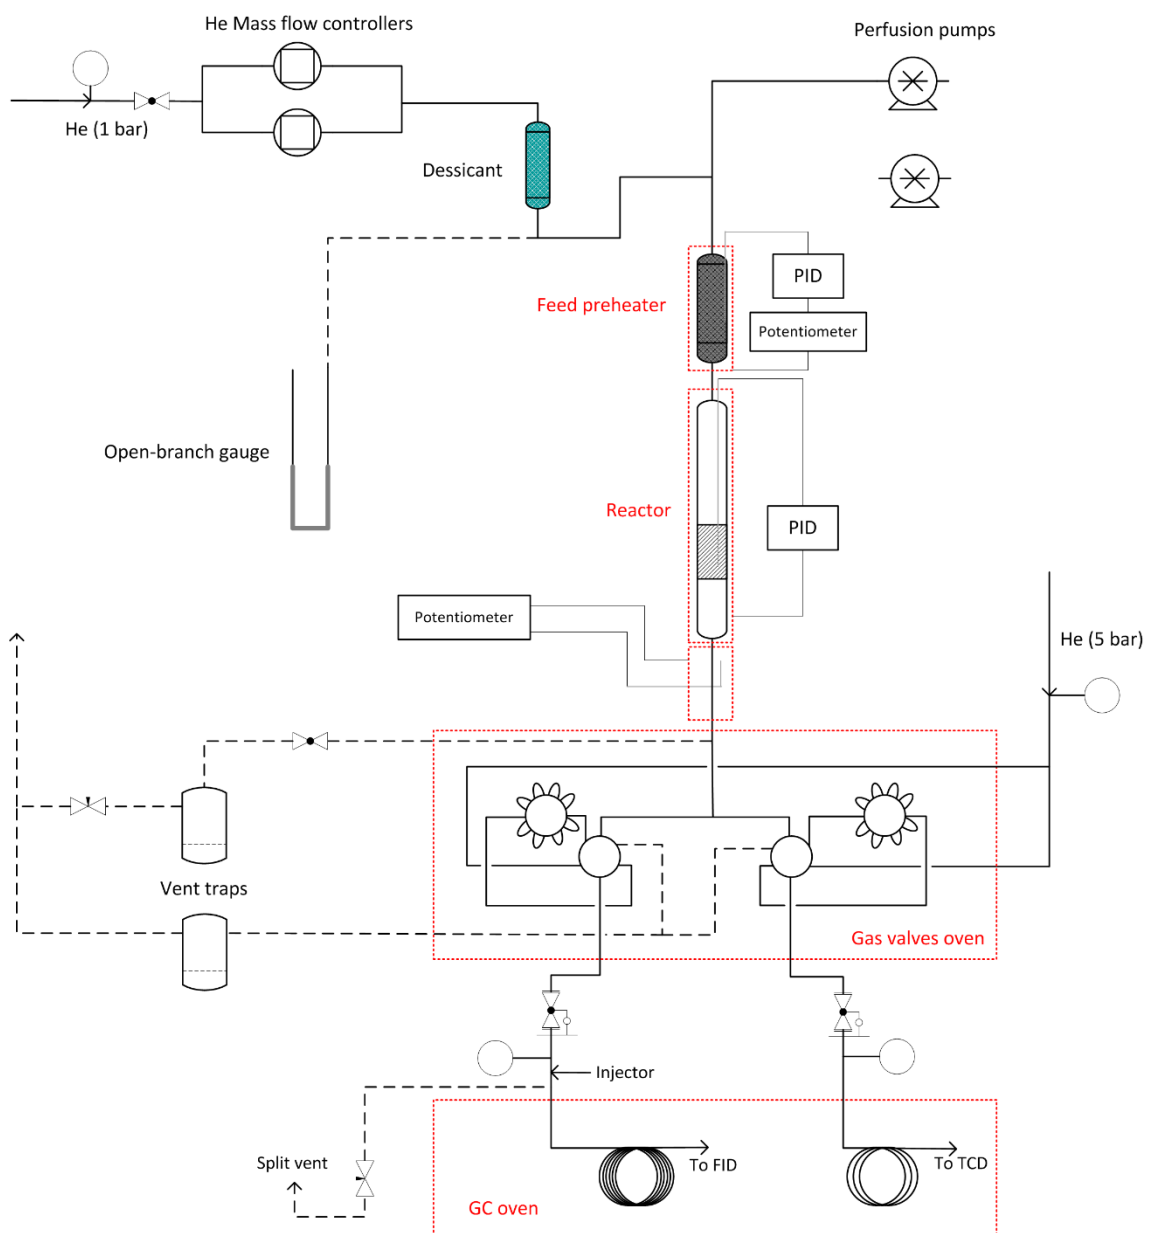 He Mass flow controllers
Perfusion pumps
He (1 bar)
Dessicant
PID
Feed preheater
Potentiometer
Open-branch gauge
Reactor
PID
Potentiometer
He (5 bar)
Vent traps
Gas valves oven
Injector
Split vent
To FID
To TCD
GC oven